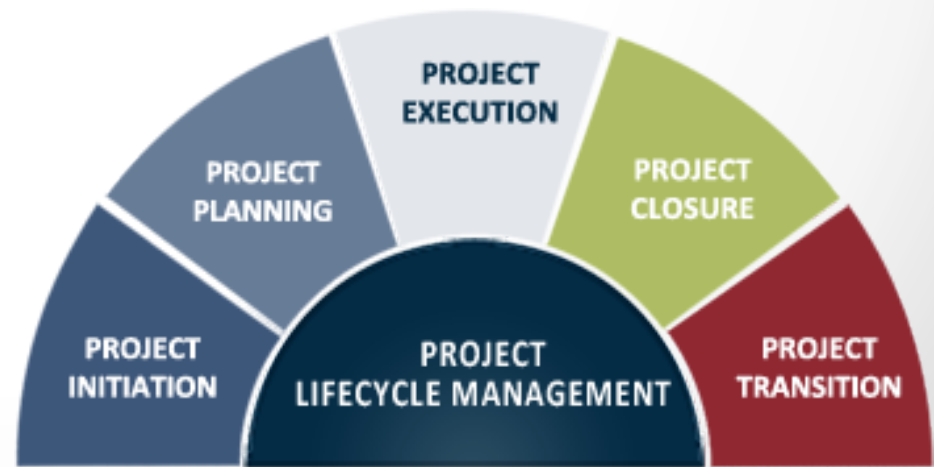 PROJECT
INITIATION
PROJECT
PLANNING
PROJECT
EXECUTION
PROJECT
CLOSURE
PROJECT
TRANSITION
PROJECT
LIFECYCLE MANAGEMENT